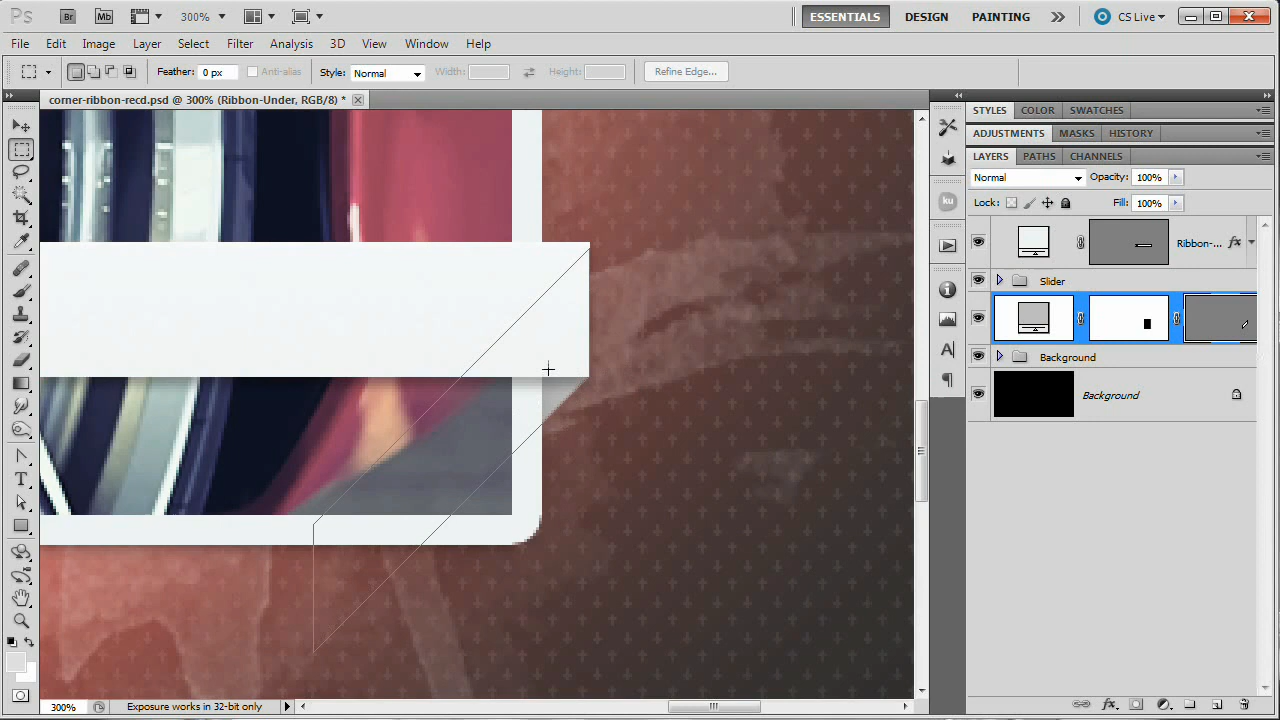 Ps Br Mb 300% ESSENTIALS DESIGN PAINTING CS Live
File Edit Image Layer Select Filter Analysis 3D View Window Help
Feather: 0 px Anti-alias Style: Normal Width: Height: Refine Edge...
corner-ribbon-recd.psd @ 300% (Ribbon-Under, RGB/8) *
STYLES COLOR SWATCHES
ADJUSTMENTS MASKS HISTORY
LAYERS PATHS CHANNELS
Normal Opacity: 100%
Lock: Fill: 100%
ku
Ribbon-... fx
Slider
Background
Background
300% Exposure works in 32-bit only